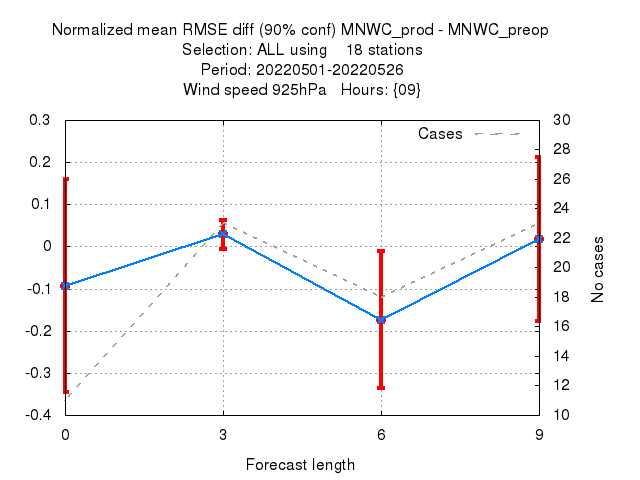 Normalized mean RMSE diff (90% conf) MNWC_prod - MNWC_preop
Selection: ALL using 18 stations
Period: 20220501-20220526
Wind speed 925hPa Hours: {09}
Cases
0.3
0.2
0.1
0
-0.1
-0.2
-0.3
-0.4
30
28
26
24
22
20
18
16
14
12
10
No cases
0 3 6 9
Forecast length